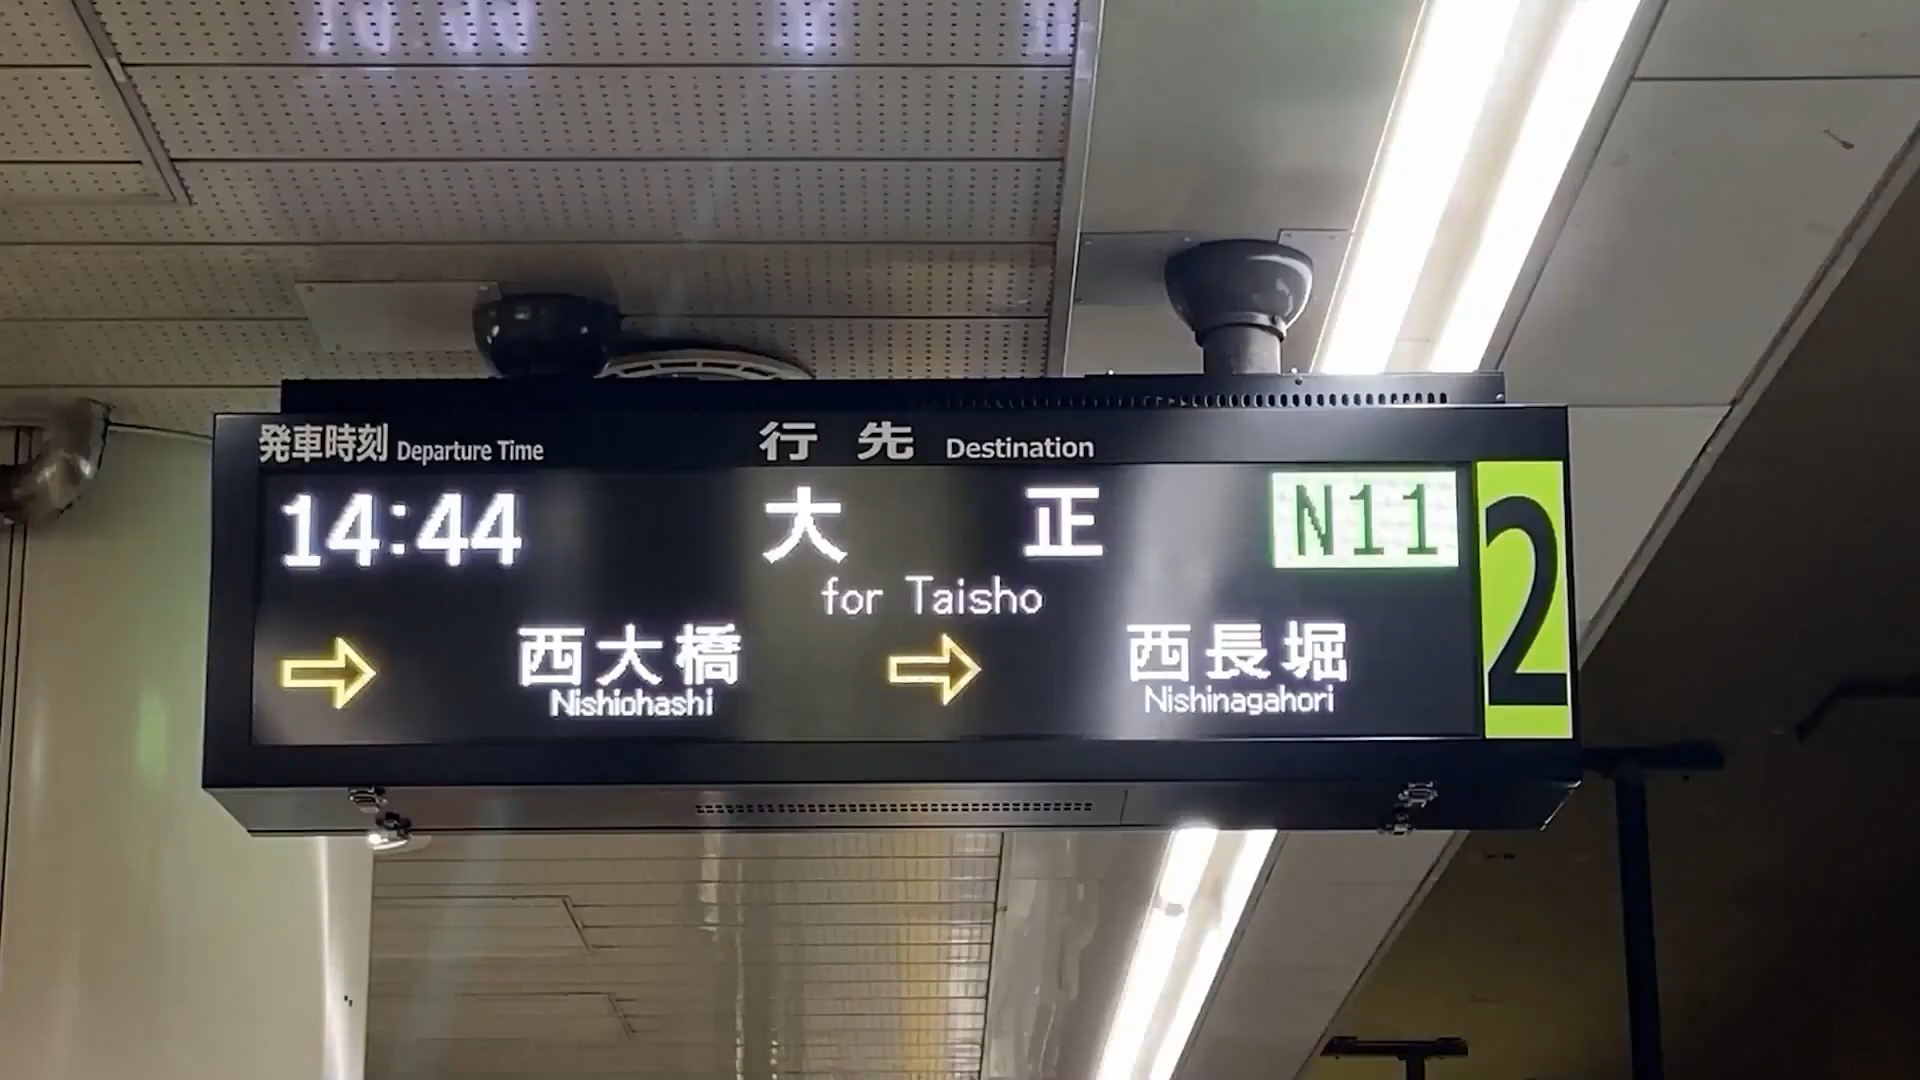 発車時刻 Departure Time 行先 Destination
14:44 大正 N11 2
for Taisho
西大橋 西長堀
Nishiohashi Nishinagahori